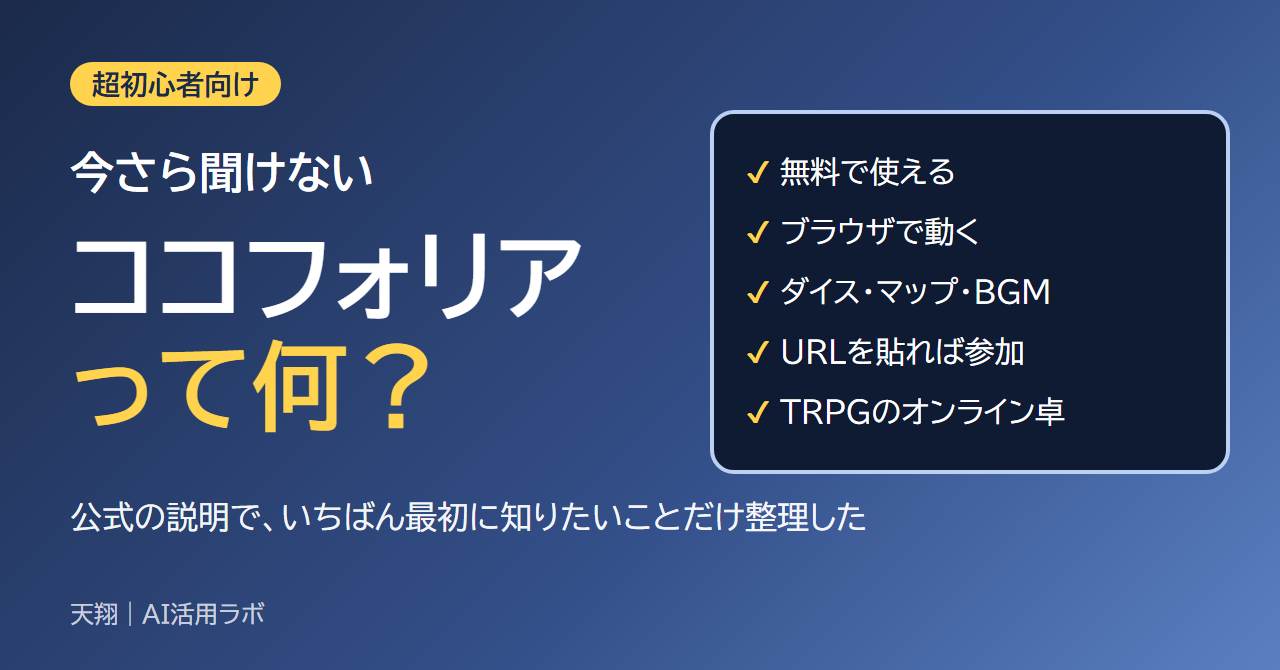 超初心者向け
今さら聞けない
ココフォリア
って何？
✔ 無料で使える
✔ ブラウザで動く
✔ ダイス・マップ・BGM
✔ URLを貼れば参加
✔ TRPGのオンライン卓
公式の説明で、いちばん最初に知りたいことだけ整理した
天翔｜AI活用ラボ